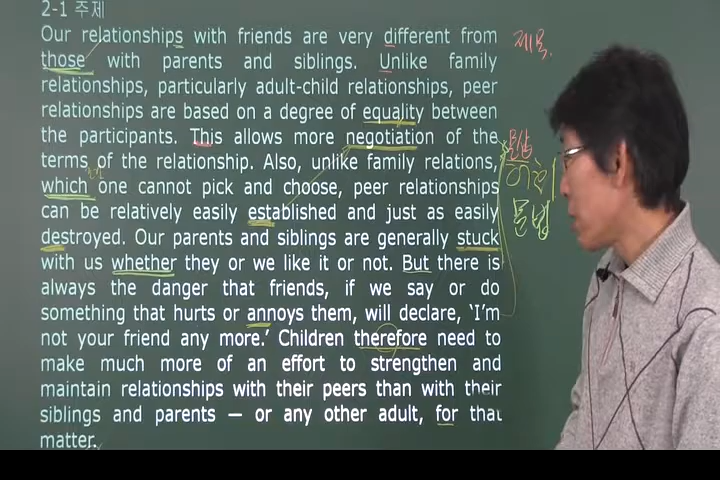 2-1 주제
Our relationships with friends are very different from
those with parents and siblings. Unlike family
relationships, particularly adult-child relationships, peer
relationships are based on a degree of equality between
the participants. This allows more negotiation of the
terms of the relationship. Also, unlike family relations,
which one cannot pick and choose, peer relationships
can be relatively easily established and just as easily
destroyed. Our parents and siblings are generally stuck
with us whether they or we like it or not. But there is
always the danger that friends, if we say or do
something that hurts or annoys them, will declare, ‘I’m
not your friend any more.’ Children therefore need to
make much more of an effort to strengthen and
maintain relationships with their peers than with their
siblings and parents — or any other adult, for that
matter.
제목.
어휘
문법